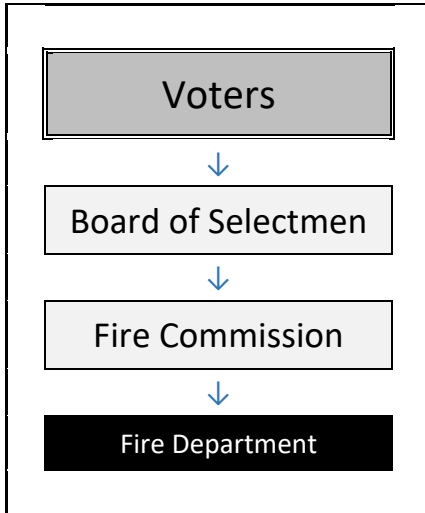 Voters
Board of Selectmen
Fire Commission
Fire Department